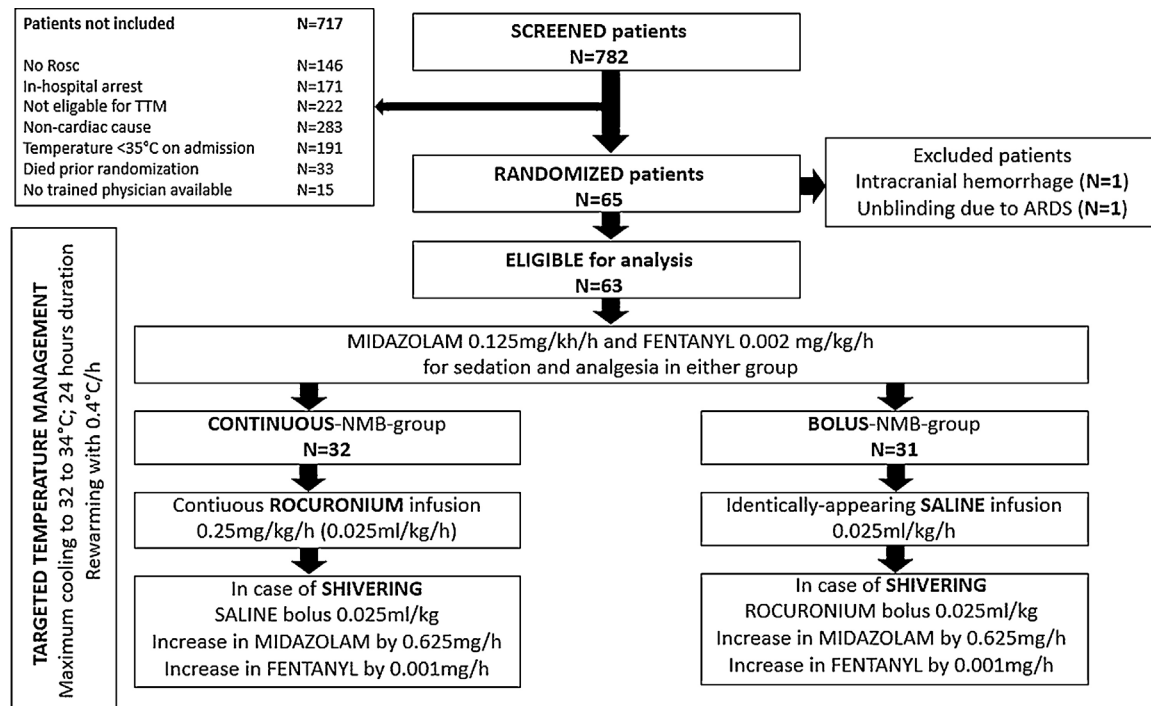 Patients not included N=717
No Rosc N=146
In-hospital arrest N=171
Not eligable for TTM N=222
Non-cardiac cause N=283
Temperature <35°C on admission N=191
Died prior randomization N=33
No trained physician available N=15
SCREENED patients
N=782
RANDOMIZED patients
N=65
Excluded patients
Intracranial hemorrhage (N=1)
Unblinding due to ARDS (N=1)
ELIGIBLE for analysis
N=63
TARGETED TEMPERATURE MANAGEMENT
Maximum cooling to 32 to 34°C; 24 hours duration
Rewarming with 0.4°C/h
MIDAZOLAM 0.125mg/kh/h and FENTANYL 0.002 mg/kg/h
for sedation and analgesia in either group
CONTINUOUS-NMB-group
N=32
Contiuous ROCURONIUM infusion
0.25mg/kg/h (0.025ml/kg/h)
In case of SHIVERING
SALINE bolus 0.025ml/kg
Increase in MIDAZOLAM by 0.625mg/h
Increase in FENTANYL by 0.001mg/h
BOLUS-NMB-group
N=31
Identically-appearing SALINE infusion
0.025ml/kg/h
In case of SHIVERING
ROCURONIUM bolus 0.025ml/kg
Increase in MIDAZOLAM by 0.625mg/h
Increase in FENTANYL by 0.001mg/h